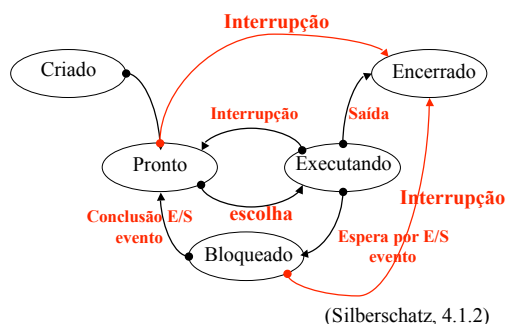 Interrupção
Criado
Encerrado
Interrupção
Saída
Pronto
Executando
escolha
Interrupção
Conclusão E/S
evento
Bloqueado
Espera por E/S
evento
(Silberschatz, 4.1.2)